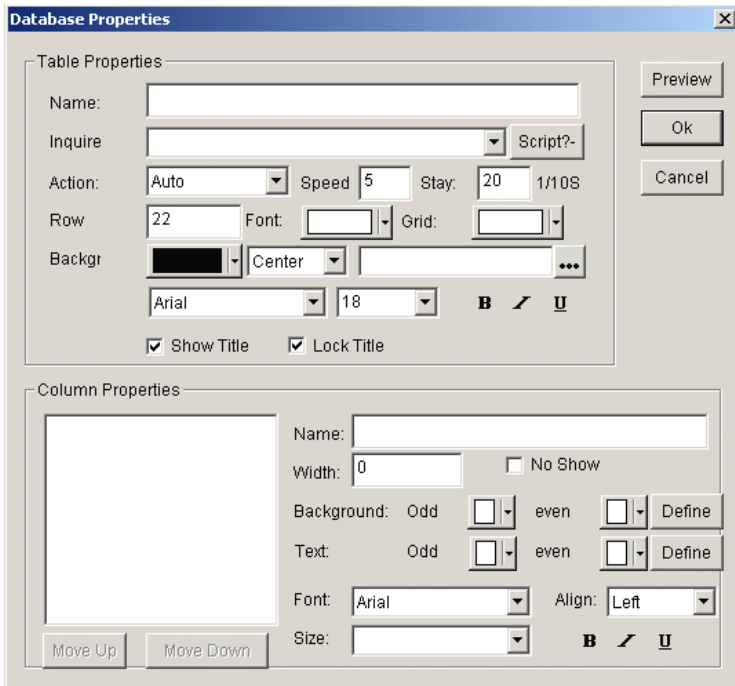 Database Properties
Table Properties
Preview
Name:
Ok
Inquire Script?-
Action: Auto Speed 5 Stay: 20 1/10S
Cancel
Row 22 Font: Grid:
Backgr Center ...
Arial 18 B I U
Show Title Lock Title
Column Properties
Name:
Width: 0 No Show
Background: Odd even Define
Text: Odd even Define
Font: Arial Align: Left
Size: B I U
Move Up Move Down